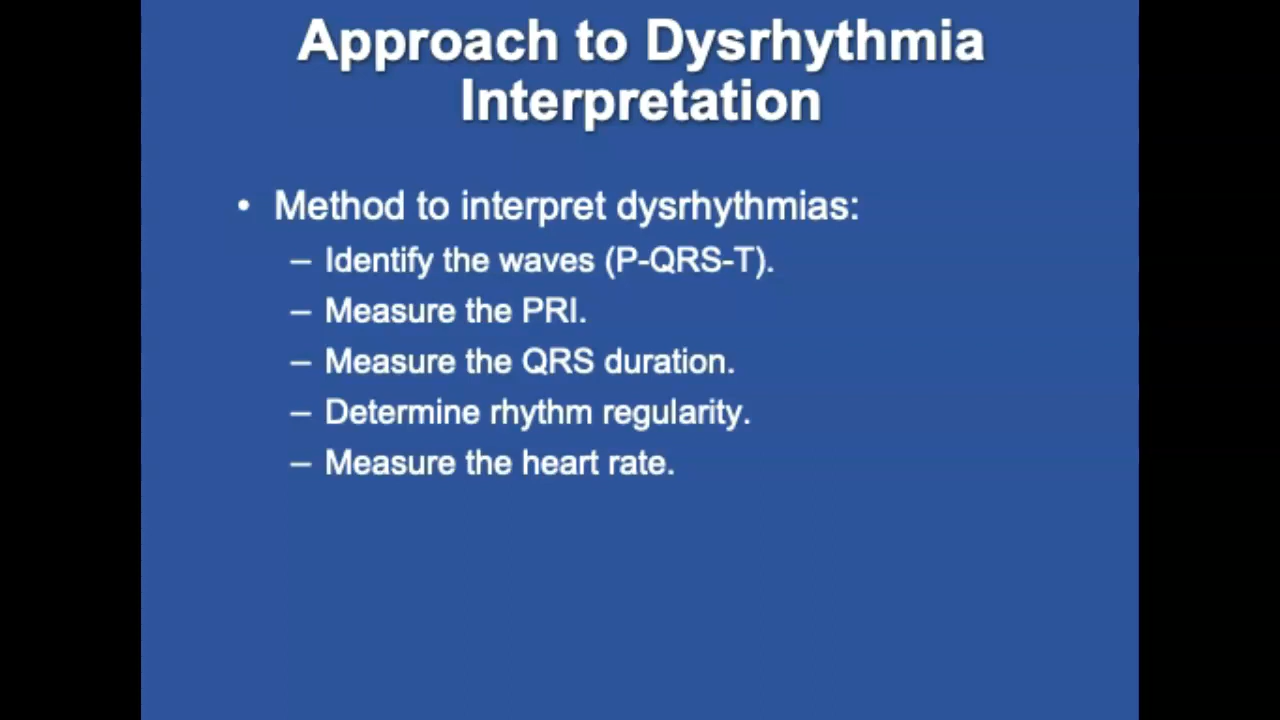 Approach to Dysrhythmia
Interpretation
• Method to interpret dysrhythmias:
– Identify the waves (P-QRS-T).
– Measure the PRI.
– Measure the QRS duration.
– Determine rhythm regularity.
– Measure the heart rate.